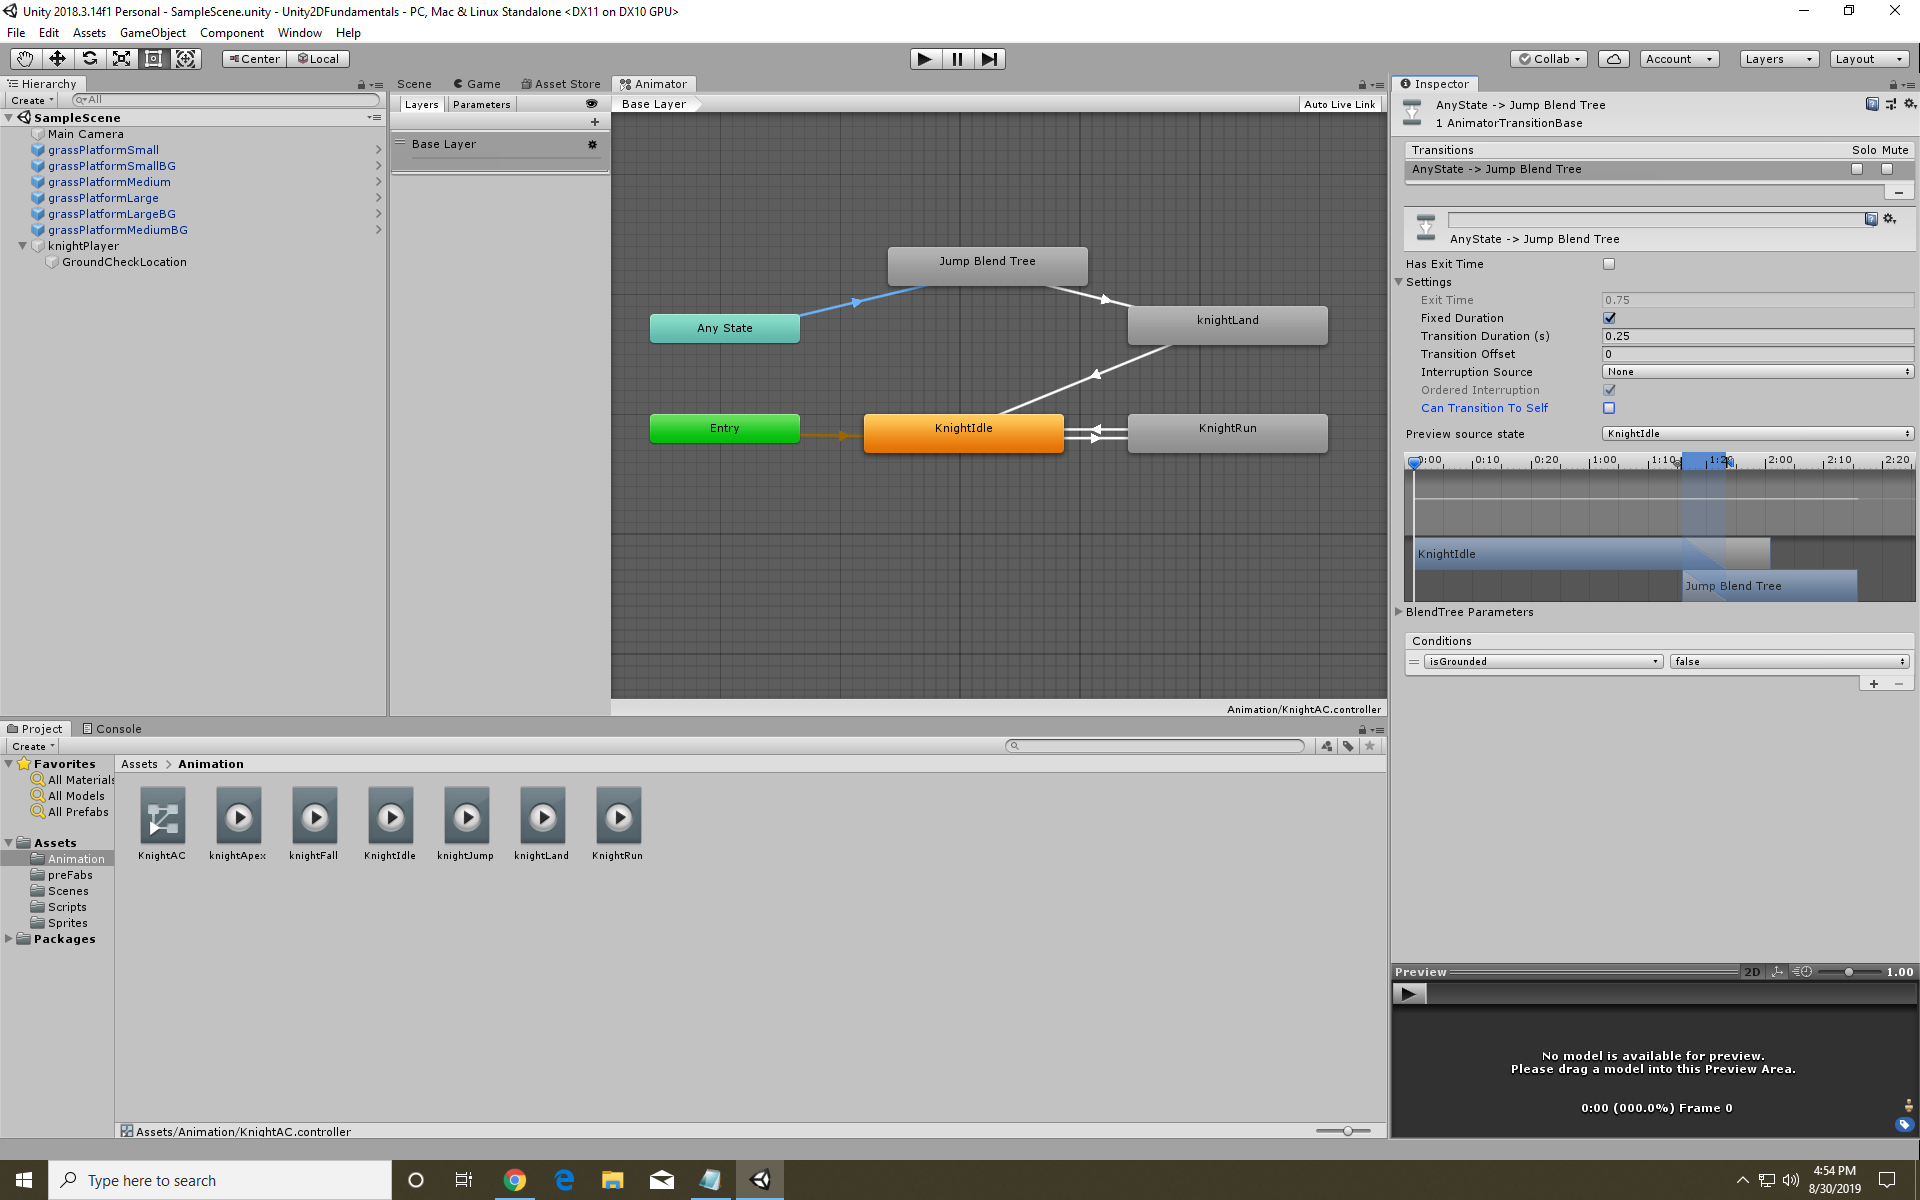 Unity 2018.3.14f1 Personal - SampleScene.unity - Unity2DFundamentals - PC, Mac & Linux Standalone <DX11 on DX10 GPU>
File Edit Assets GameObject Component Window Help
Center Local Collab Account Layers Layout
Hierarchy
Create All
SampleScene
Main Camera
grassPlatformSmall
grassPlatformSmallBG
grassPlatformMedium
grassPlatformLarge
grassPlatformLargeBG
grassPlatformMediumBG
knightPlayer
GroundCheckLocation
Scene Game Asset Store Animator
Layers Parameters Base Layer Auto Live Link
Base Layer
Jump Blend Tree
Any State
knightLand
Entry
KnightIdle
KnightRun
Animation/KnightAC.controller
Inspector
AnyState -> Jump Blend Tree
1 AnimatorTransitionBase
Transitions Solo Mute
AnyState -> Jump Blend Tree
AnyState -> Jump Blend Tree
Has Exit Time
Settings
Exit Time 0.75
Fixed Duration
Transition Duration (s) 0.25
Transition Offset 0
Interruption Source None
Ordered Interruption
Can Transition To Self
Preview source state KnightIdle
0:00 0:10 0:20 1:00 1:10 2:00 2:10 2:20
KnightIdle
Jump Blend Tree
BlendTree Parameters
Conditions
isGrounded false
Preview 2D 1.00
No model is available for preview.
Please drag a model into this Preview Area.
0:00 (000.0%) Frame 0
Project Console
Create
Favorites
All Materials
All Models
All Prefabs
Assets
Animation
preFabs
Scenes
Scripts
Sprites
Packages
Assets > Animation
KnightAC knightApex knightFall KnightIdle knightJump knightLand KnightRun
Assets/Animation/KnightAC.controller
Type here to search
4:54 PM
8/30/2019